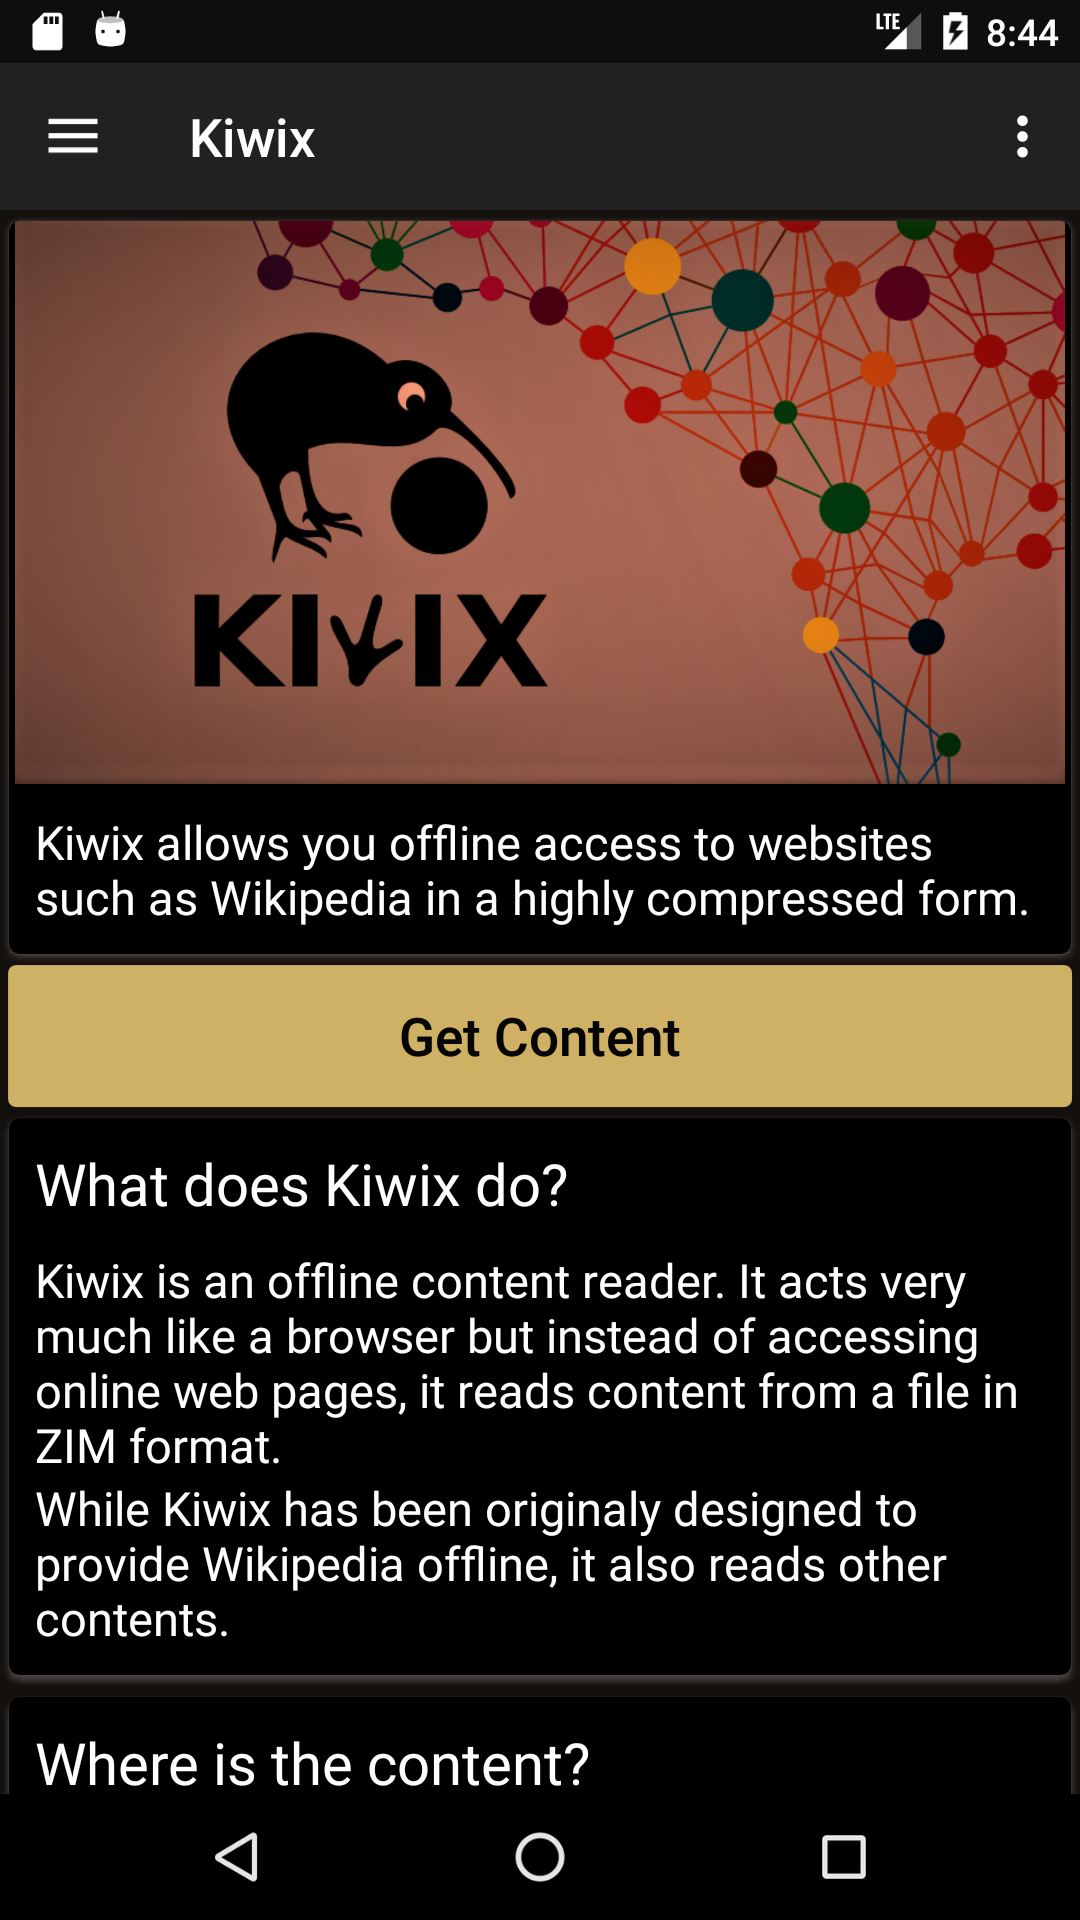 LTE 8:44
Kiwix
KIWIX
Kiwix allows you offline access to websites
such as Wikipedia in a highly compressed form.
Get Content
What does Kiwix do?
Kiwix is an offline content reader. It acts very
much like a browser but instead of accessing
online web pages, it reads content from a file in
ZIM format.
While Kiwix has been originaly designed to
provide Wikipedia offline, it also reads other
contents.
Where is the content?